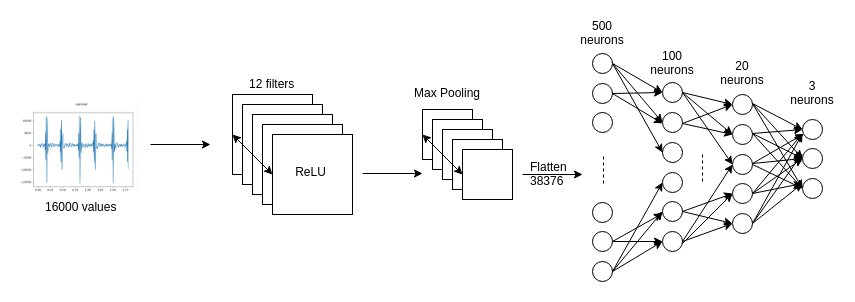 16000 values
12 filters
ReLU
Max Pooling
Flatten
38376
500
neurons
100
neurons
20
neurons
3
neurons